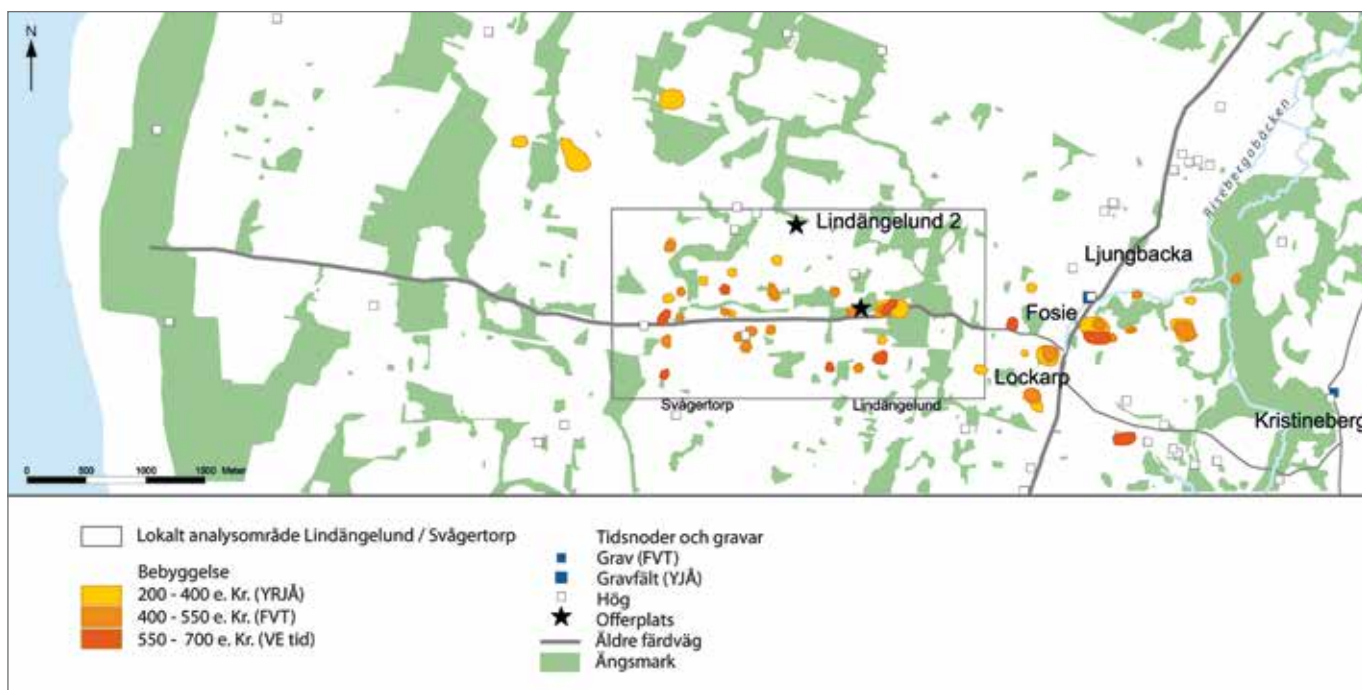 N
Risebergabäcken
Lindängelund 2
Ljungbacka
Fosie
Lockarp
Kristineberg
Svågertorp
Lindängelund
0 500 1000 1500 Meter
Lokalt analysområde Lindängelund / Svågertorp
Bebyggelse
200 - 400 e. Kr. (YRJÅ)
400 - 550 e. Kr. (FVT)
550 - 700 e. Kr. (VE tid)
Tidsnoder och gravar
Grav (FVT)
Gravfält (YJÅ)
Hög
Offerplats
Äldre färdväg
Ängsmark